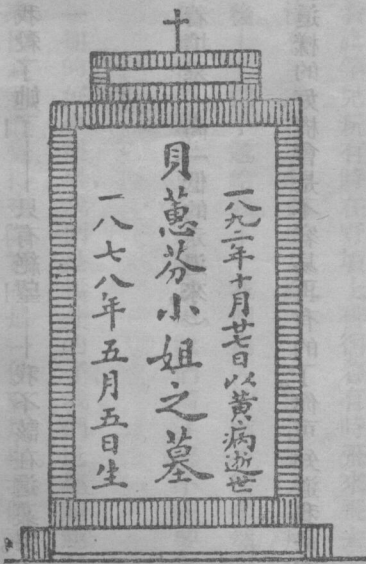 一八九二年十月廿七日以黃病逝世
貝蕙芬小姐之墓
一八七八年五月五日生